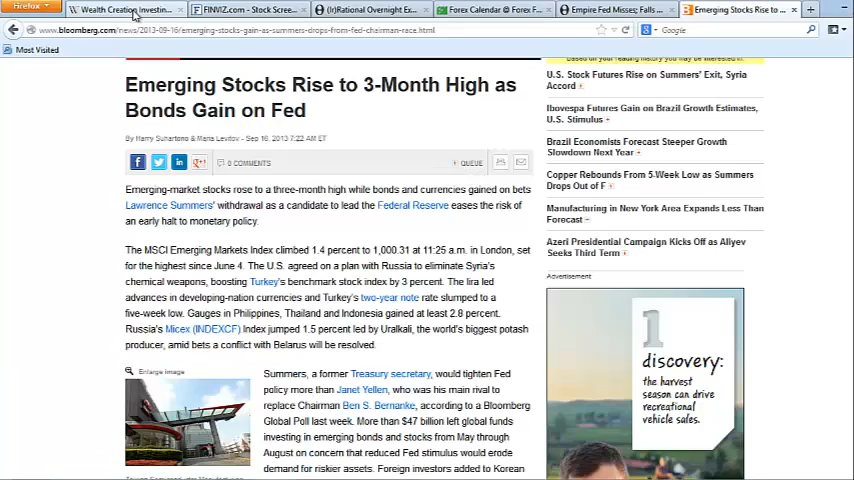 Firefox
Wealth Creation Investin...
FINVIZ.com - Stock Scree...
(Ir)Rational Overnight Ex...
Forex Calendar @ Forex F...
Empire Fed Misses; Falls ...
Emerging Stocks Rise to ...
www.bloomberg.com/news/2013-09-16/emerging-stocks-gain-as-summers-drops-from-fed-chairman-race.html
Google
Most Visited
Emerging Stocks Rise to 3-Month High as
Bonds Gain on Fed
By Harry Suhartono & Maria Levitov - Sep 16, 2013 7:22 AM ET
0 COMMENTS
QUEUE
Emerging-market stocks rose to a three-month high while bonds and currencies gained on bets
Lawrence Summers' withdrawal as a candidate to lead the Federal Reserve eases the risk of
an early halt to monetary policy.
The MSCI Emerging Markets Index climbed 1.4 percent to 1,000.31 at 11:25 a.m. in London, set
for the highest since June 4. The U.S. agreed on a plan with Russia to eliminate Syria's
chemical weapons, boosting Turkey's benchmark stock index by 3 percent. The lira led
advances in developing-nation currencies and Turkey's two-year note rate slumped to a
five-week low. Gauges in Philippines, Thailand and Indonesia gained at least 2.8 percent.
Russia's Micex (INDEXCF) Index jumped 1.5 percent led by Uralkali, the world's biggest potash
producer, amid bets a conflict with Belarus will be resolved.
Enlarge image
Summers, a former Treasury secretary, would tighten Fed
policy more than Janet Yellen, who was his main rival to
replace Chairman Ben S. Bernanke, according to a Bloomberg
Global Poll last week. More than $47 billion left global funds
investing in emerging bonds and stocks from May through
August on concern that reduced Fed stimulus would erode
demand for riskier assets. Foreign investors added to Korean
Based on your reading history you may be interested in:
U.S. Stock Futures Rise on Summers' Exit, Syria
Accord
Ibovespa Futures Gain on Brazil Growth Estimates,
U.S. Stimulus
Brazil Economists Forecast Steeper Growth
Slowdown Next Year
Copper Rebounds From 5-Week Low as Summers
Drops Out of F
Manufacturing in New York Area Expands Less Than
Forecast
Azeri Presidential Campaign Kicks Off as Aliyev
Seeks Third Term
Advertisement
1
discovery:
the harvest
season can drive
recreational
vehicle sales.